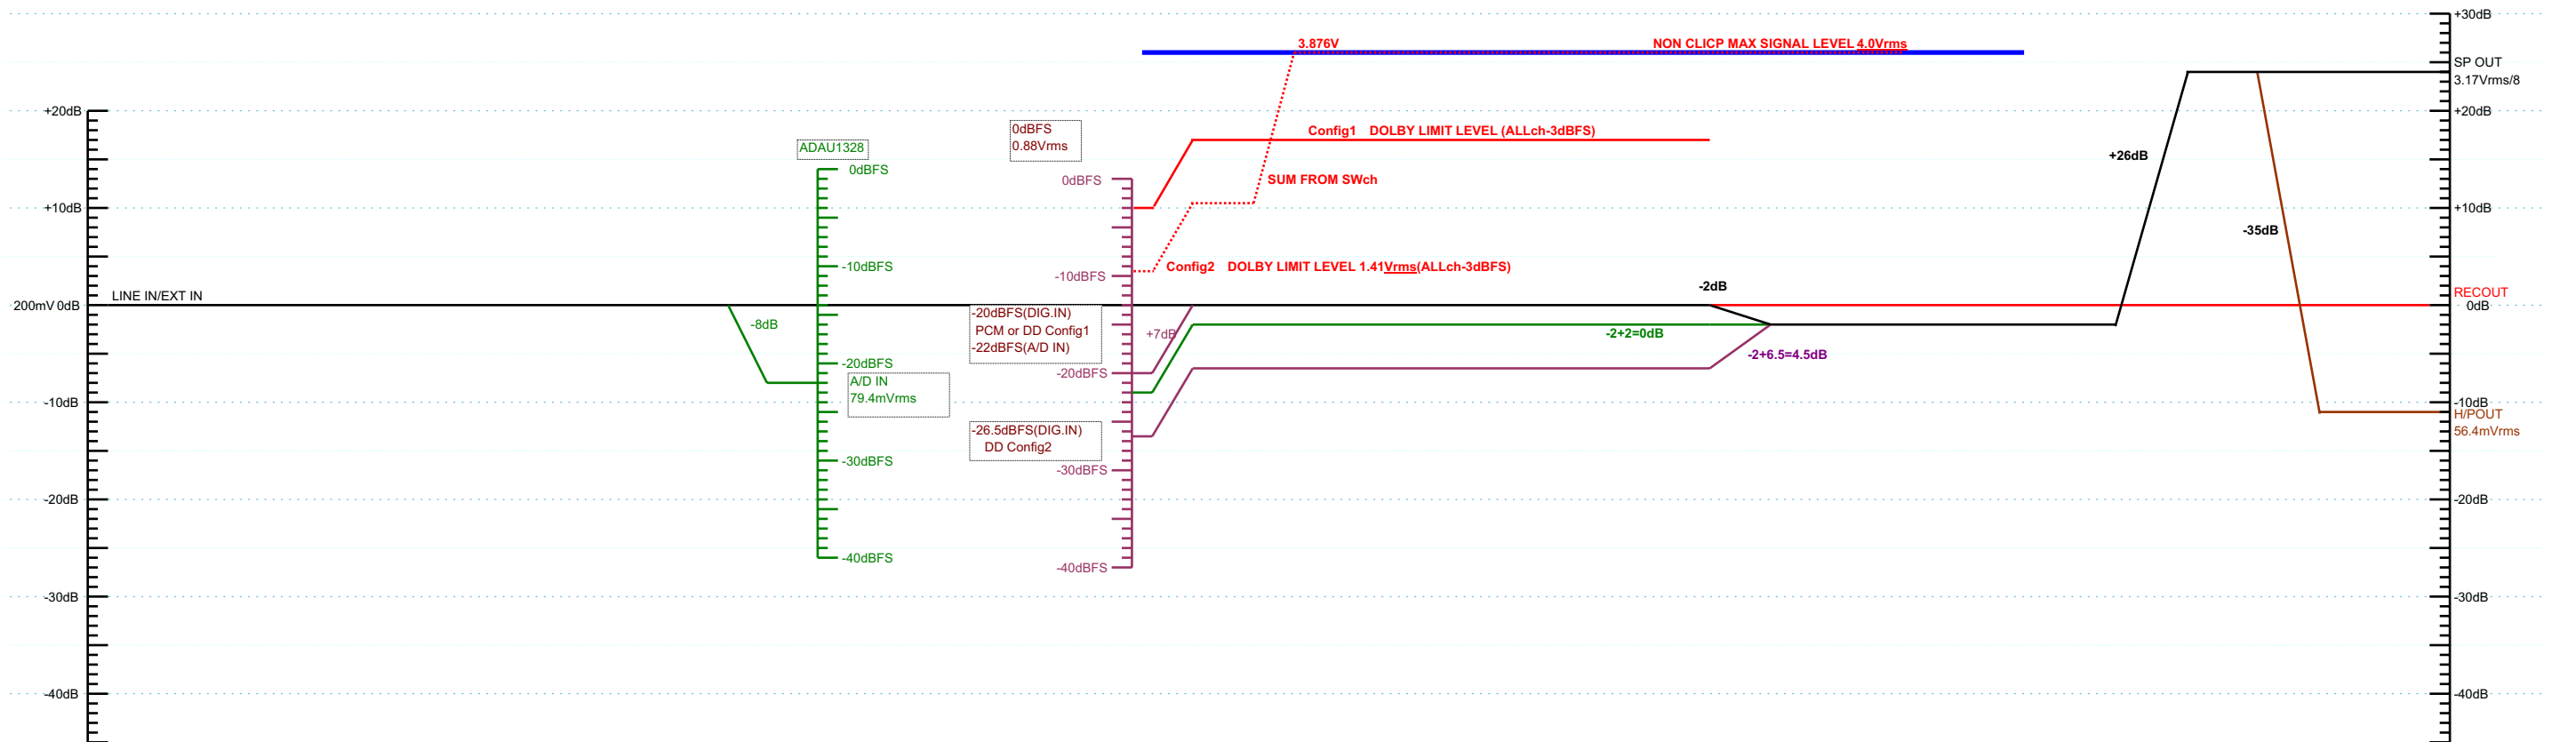 +30dB
3.876V
NON CLICP MAX SIGNAL LEVEL 4.0Vrms
SP OUT
3.17Vrms/8
+20dB
+20dB
0dBFS
0.88Vrms
Config1 DOLBY LIMIT LEVEL (ALLch-3dBFS)
ADAU1328
+26dB
0dBFS
0dBFS
SUM FROM SWch
+10dB
+10dB
-35dB
-10dBFS
-10dBFS
Config2 DOLBY LIMIT LEVEL 1.41Vrms(ALLch-3dBFS)
LINE IN/EXT IN
-2dB
RECOUT
200mV 0dB
0dB
-8dB
-20dBFS(DIG.IN)
PCM or DD Config1
-22dBFS(A/D IN)
+7dB
-2+2=0dB
-2+6.5=4.5dB
-20dBFS
-20dBFS
A/D IN
79.4mVrms
-10dB
-10dB
H/POUT
56.4mVrms
-26.5dBFS(DIG.IN)
DD Config2
-30dBFS
-30dBFS
-20dB
-20dB
-40dBFS
-40dBFS
-30dB
-30dB
-40dB
-40dB